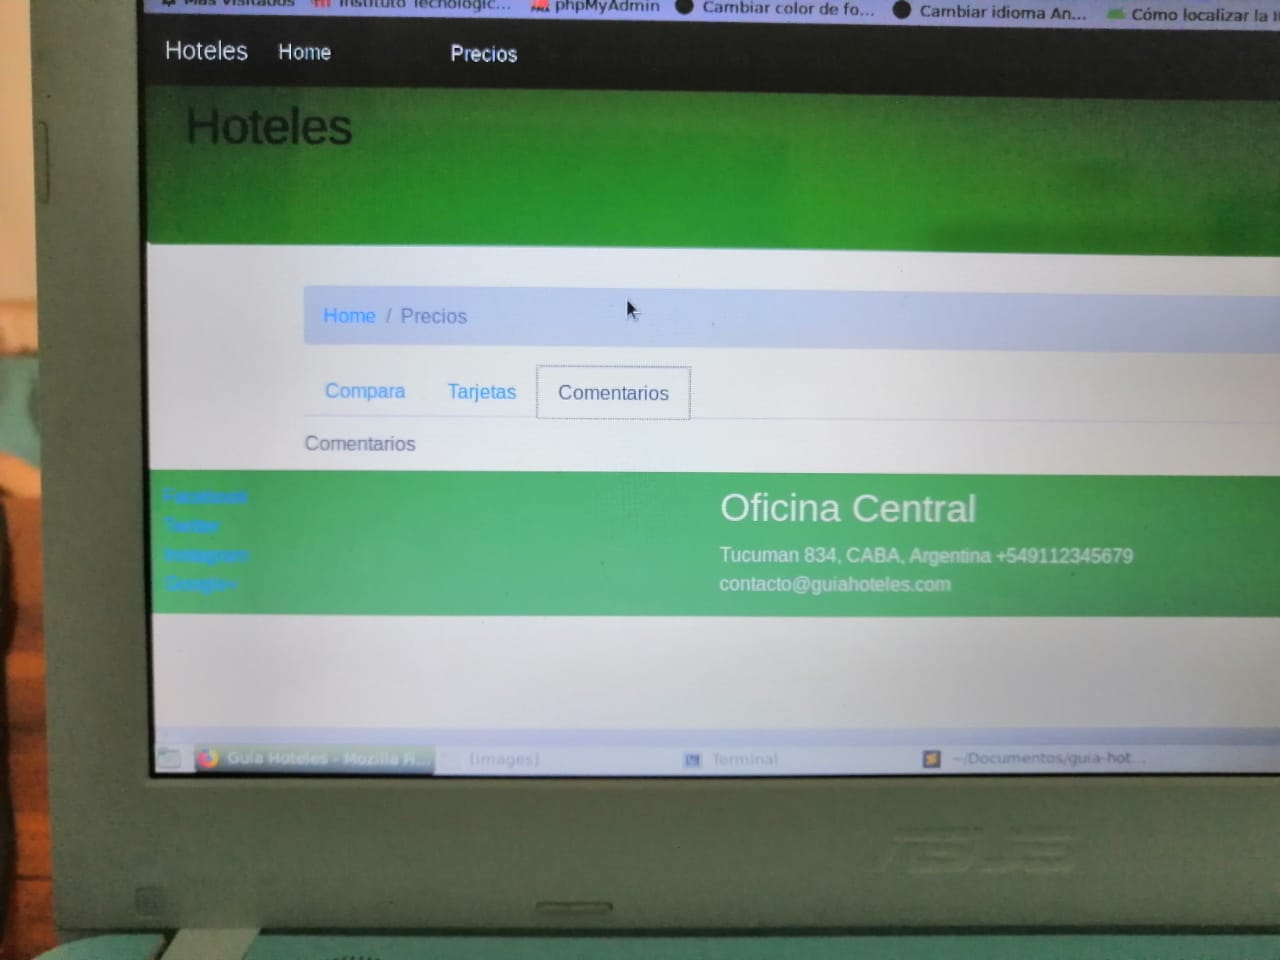 Más visitados Instituto Tecnológic... phpMyAdmin Cambiar color de fo... Cambiar idioma An... Cómo localizar la
Hoteles Home Precios
Hoteles
Home / Precios
Compara Tarjetas Comentarios
Comentarios
Facebook
Twitter
Instagram
Google+
Oficina Central
Tucuman 834, CABA, Argentina +549112345679
contacto@guiahoteles.com
Guia Hoteles - Mozilla Fi... [images] Terminal ~/Documentos/guia-hot...
ASUS